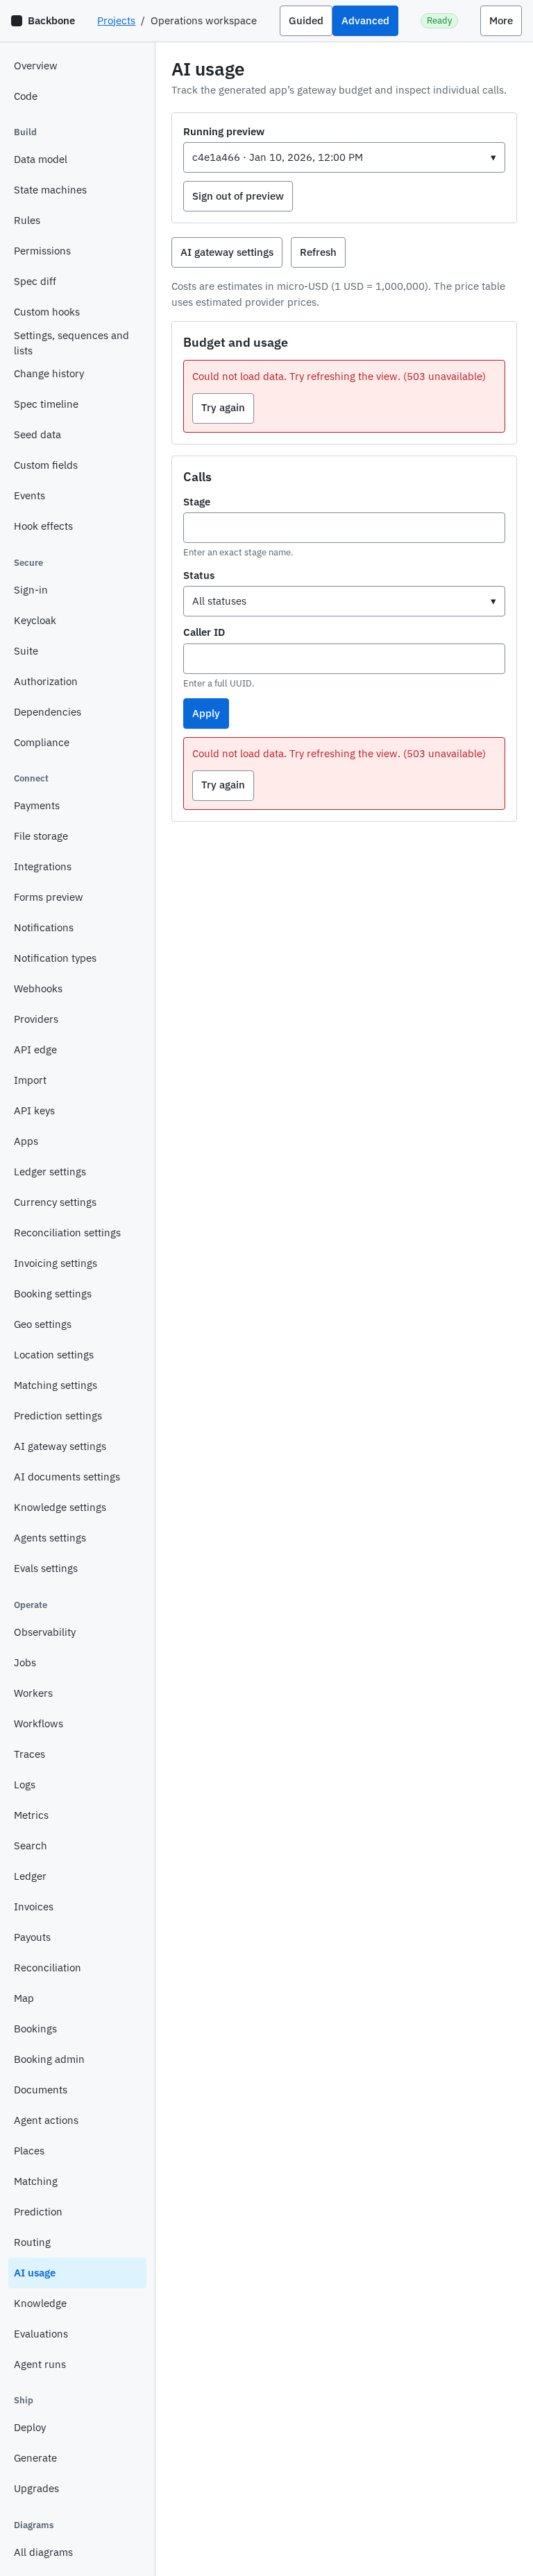 Backbone
Projects / Operations workspace
Guided
Advanced
Ready
More
Overview
Code
Build
Data model
State machines
Rules
Permissions
Spec diff
Custom hooks
Settings, sequences and
lists
Change history
Spec timeline
Seed data
Custom fields
Events
Hook effects
Secure
Sign-in
Keycloak
Suite
Authorization
Dependencies
Compliance
Connect
Payments
File storage
Integrations
Forms preview
Notifications
Notification types
Webhooks
Providers
API edge
Import
API keys
Apps
Ledger settings
Currency settings
Reconciliation settings
Invoicing settings
Booking settings
Geo settings
Location settings
Matching settings
Prediction settings
AI gateway settings
AI documents settings
Knowledge settings
Agents settings
Evals settings
Operate
Observability
Jobs
Workers
Workflows
Traces
Logs
Metrics
Search
Ledger
Invoices
Payouts
Reconciliation
Map
Bookings
Booking admin
Documents
Agent actions
Places
Matching
Prediction
Routing
AI usage
Knowledge
Evaluations
Agent runs
Ship
Deploy
Generate
Upgrades
Diagrams
All diagrams
AI usage
Track the generated app’s gateway budget and inspect individual calls.
Running preview
c4e1a466 · Jan 10, 2026, 12:00 PM
Sign out of preview
AI gateway settings
Refresh
Costs are estimates in micro-USD (1 USD = 1,000,000). The price table
uses estimated provider prices.
Budget and usage
Could not load data. Try refreshing the view. (503 unavailable)
Try again
Calls
Stage
Enter an exact stage name.
Status
All statuses
Caller ID
Enter a full UUID.
Apply
Could not load data. Try refreshing the view. (503 unavailable)
Try again